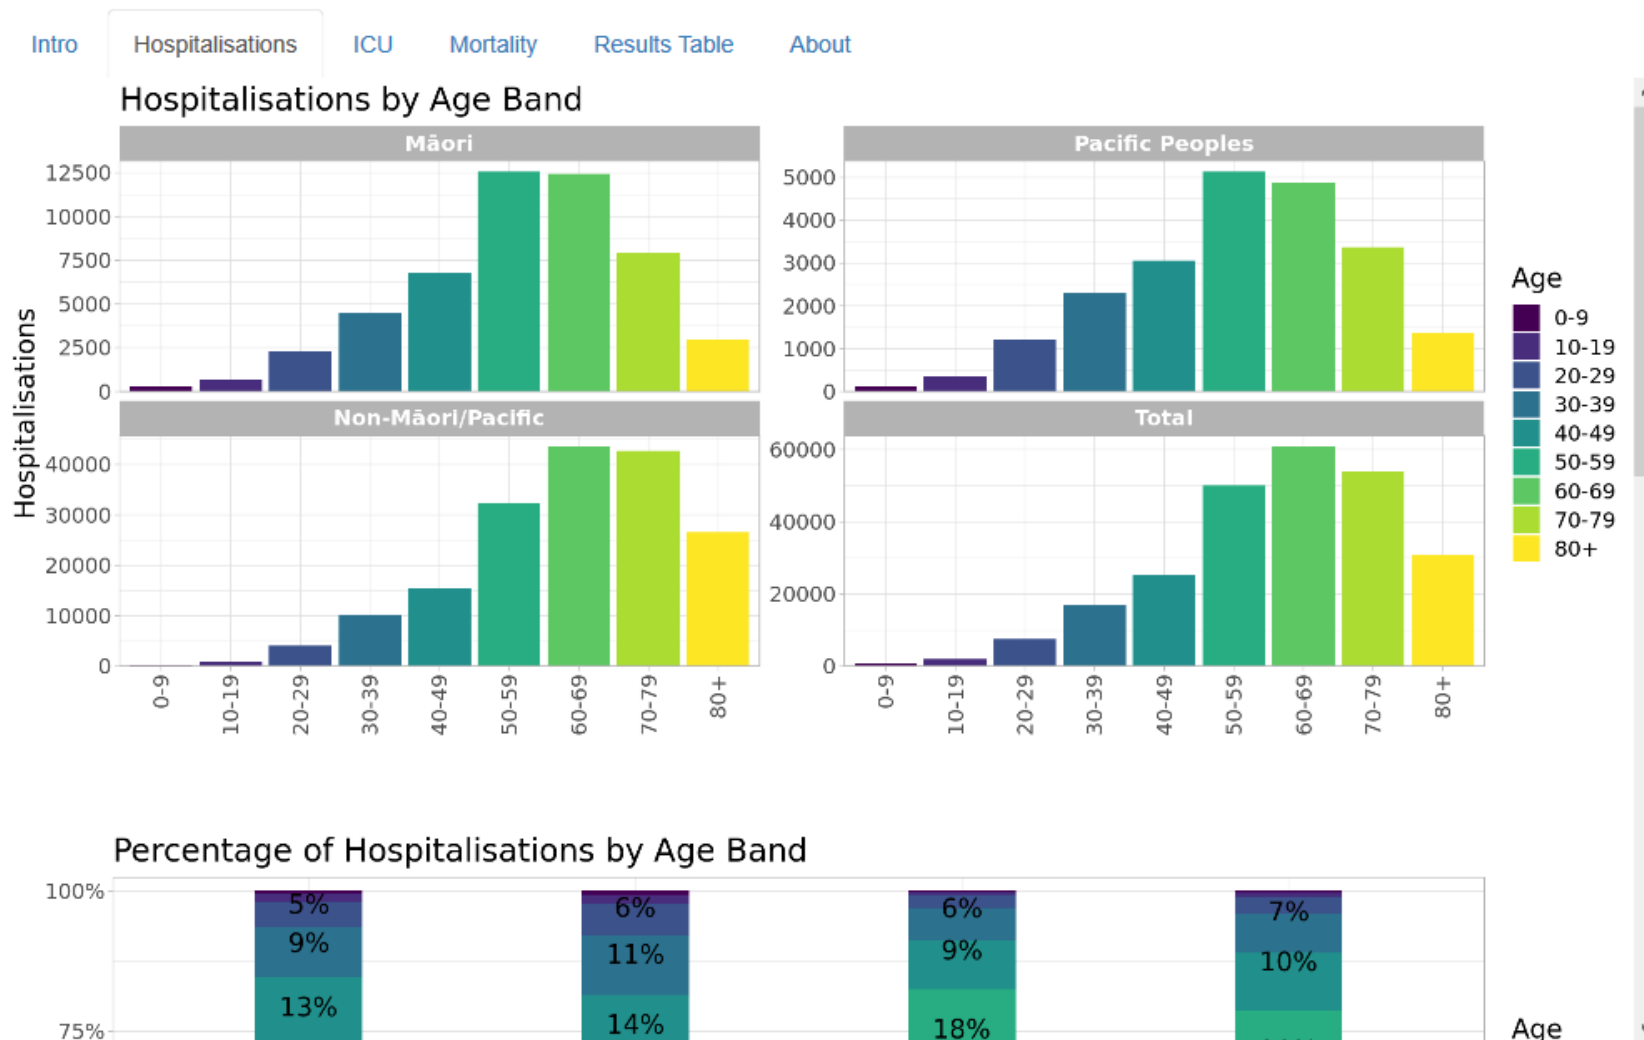 Intro Hospitalisations ICU Mortality Results Table About
Hospitalisations by Age Band
Māori Pacific Peoples
12500
10000
7500
5000
2500
0
5000
4000
3000
2000
1000
0
Hospitalisations
Non-Māori/Pacific Total
40000
30000
20000
10000
0
60000
40000
20000
0
0-9 10-19 20-29 30-39 40-49 50-59 60-69 70-79 80+
0-9 10-19 20-29 30-39 40-49 50-59 60-69 70-79 80+
Age
0-9
10-19
20-29
30-39
40-49
50-59
60-69
70-79
80+
Percentage of Hospitalisations by Age Band
100%
75%
5% 6% 6% 7%
9% 11% 9% 10%
13% 14% 18%
Age